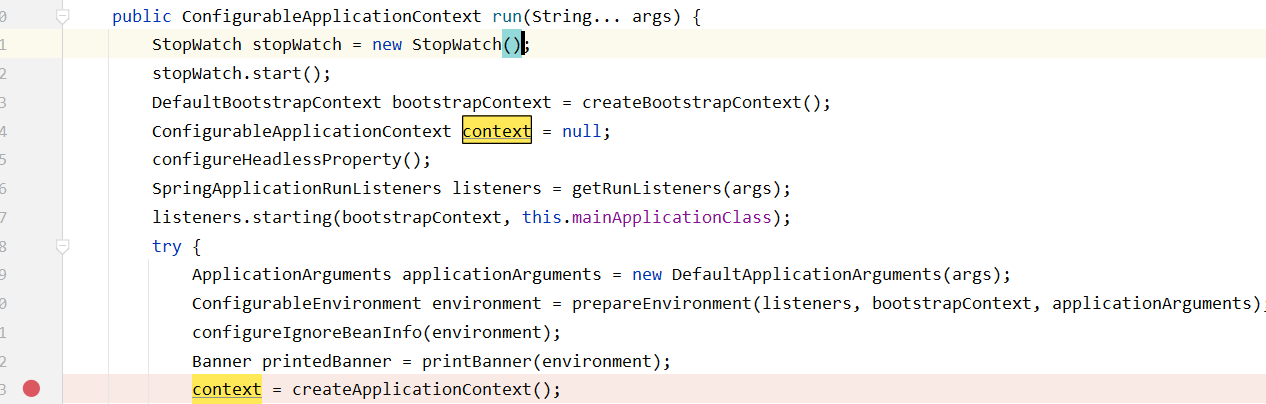 0 public ConfigurableApplicationContext run(String... args) {
1 StopWatch stopWatch = new StopWatch();
2 stopWatch.start();
3 DefaultBootstrapContext bootstrapContext = createBootstrapContext();
4 ConfigurableApplicationContext context = null;
5 configureHeadlessProperty();
6 SpringApplicationRunListeners listeners = getRunListeners(args);
7 listeners.starting(bootstrapContext, this.mainApplicationClass);
8 try {
9 ApplicationArguments applicationArguments = new DefaultApplicationArguments(args);
0 ConfigurableEnvironment environment = prepareEnvironment(listeners, bootstrapContext, applicationArguments);
1 configureIgnoreBeanInfo(environment);
2 Banner printedBanner = printBanner(environment);
3 context = createApplicationContext();